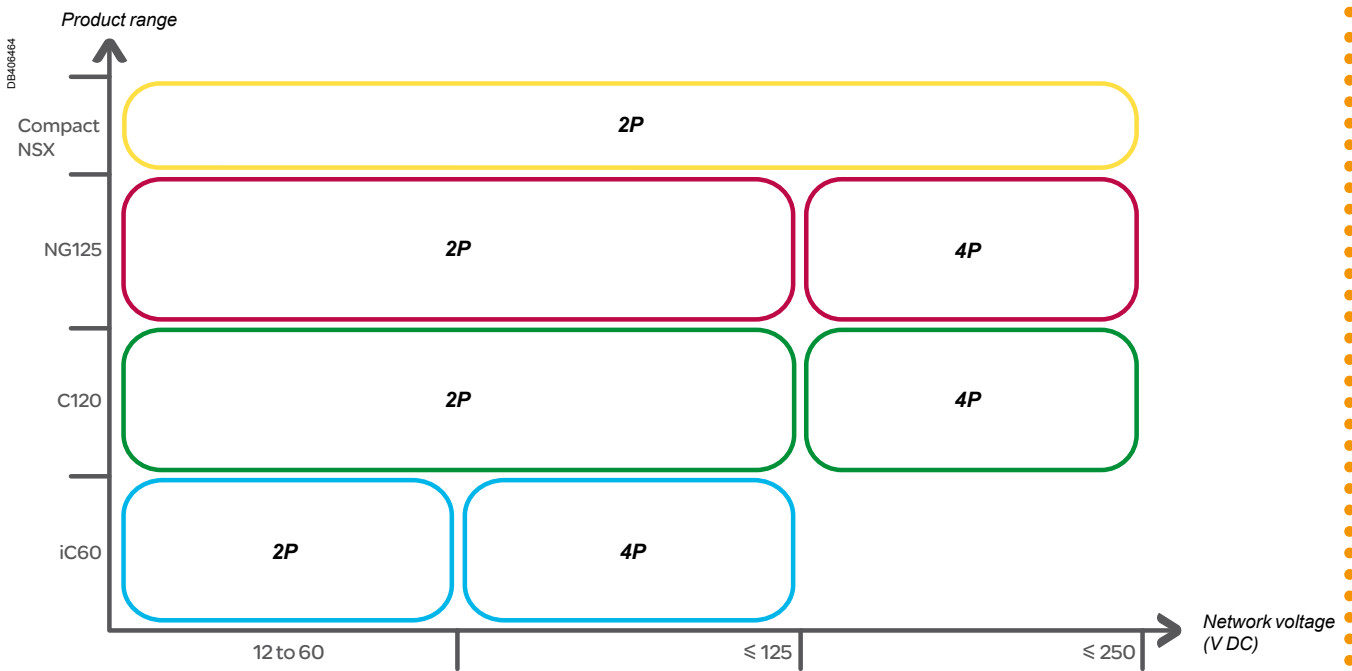 Product range
DB406464
Compact
NSX
2P
NG125
2P
4P
C120
2P
4P
iC60
2P
4P
Network voltage
(V DC)
12 to 60
≤ 125
≤ 250